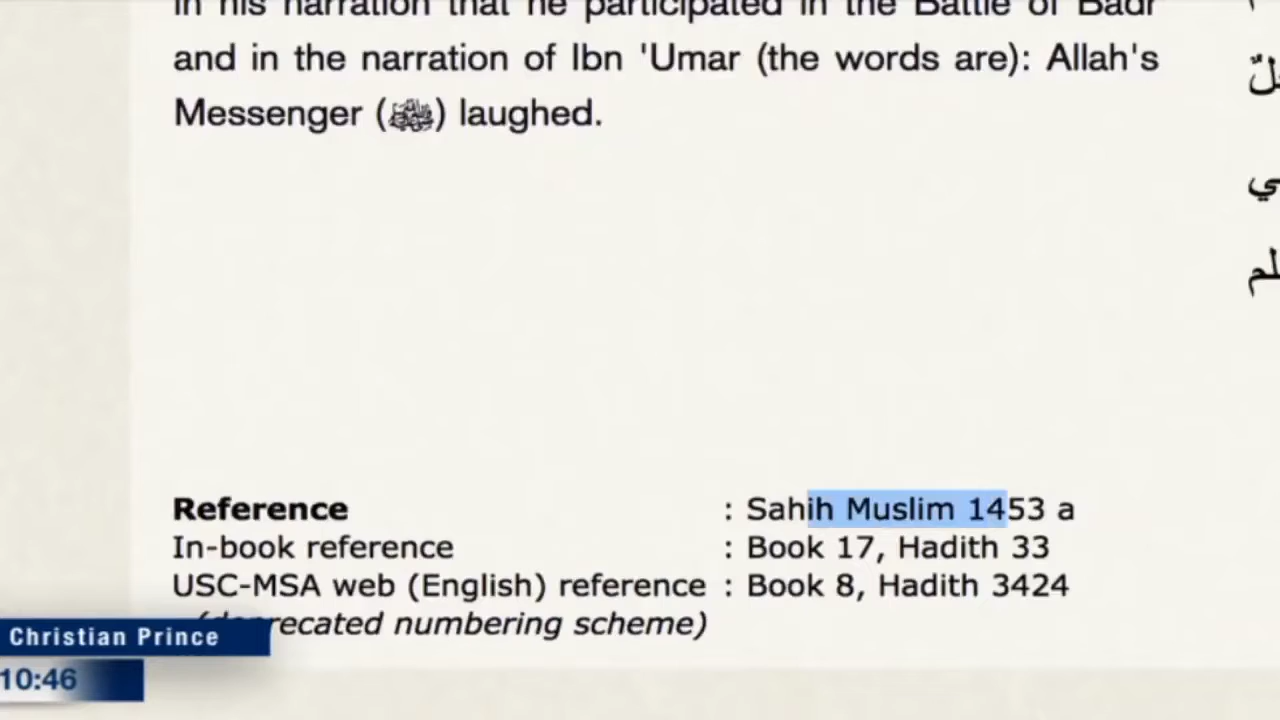 in his narration that he participated in the Battle of Badr
and in the narration of Ibn 'Umar (the words are): Allah's
Messenger (ﷺ) laughed.
ي
Reference : Sahih Muslim 1453 a
In-book reference : Book 17, Hadith 33
USC-MSA web (English) reference : Book 8, Hadith 3424
(deprecated numbering scheme)
Christian Prince
10:46